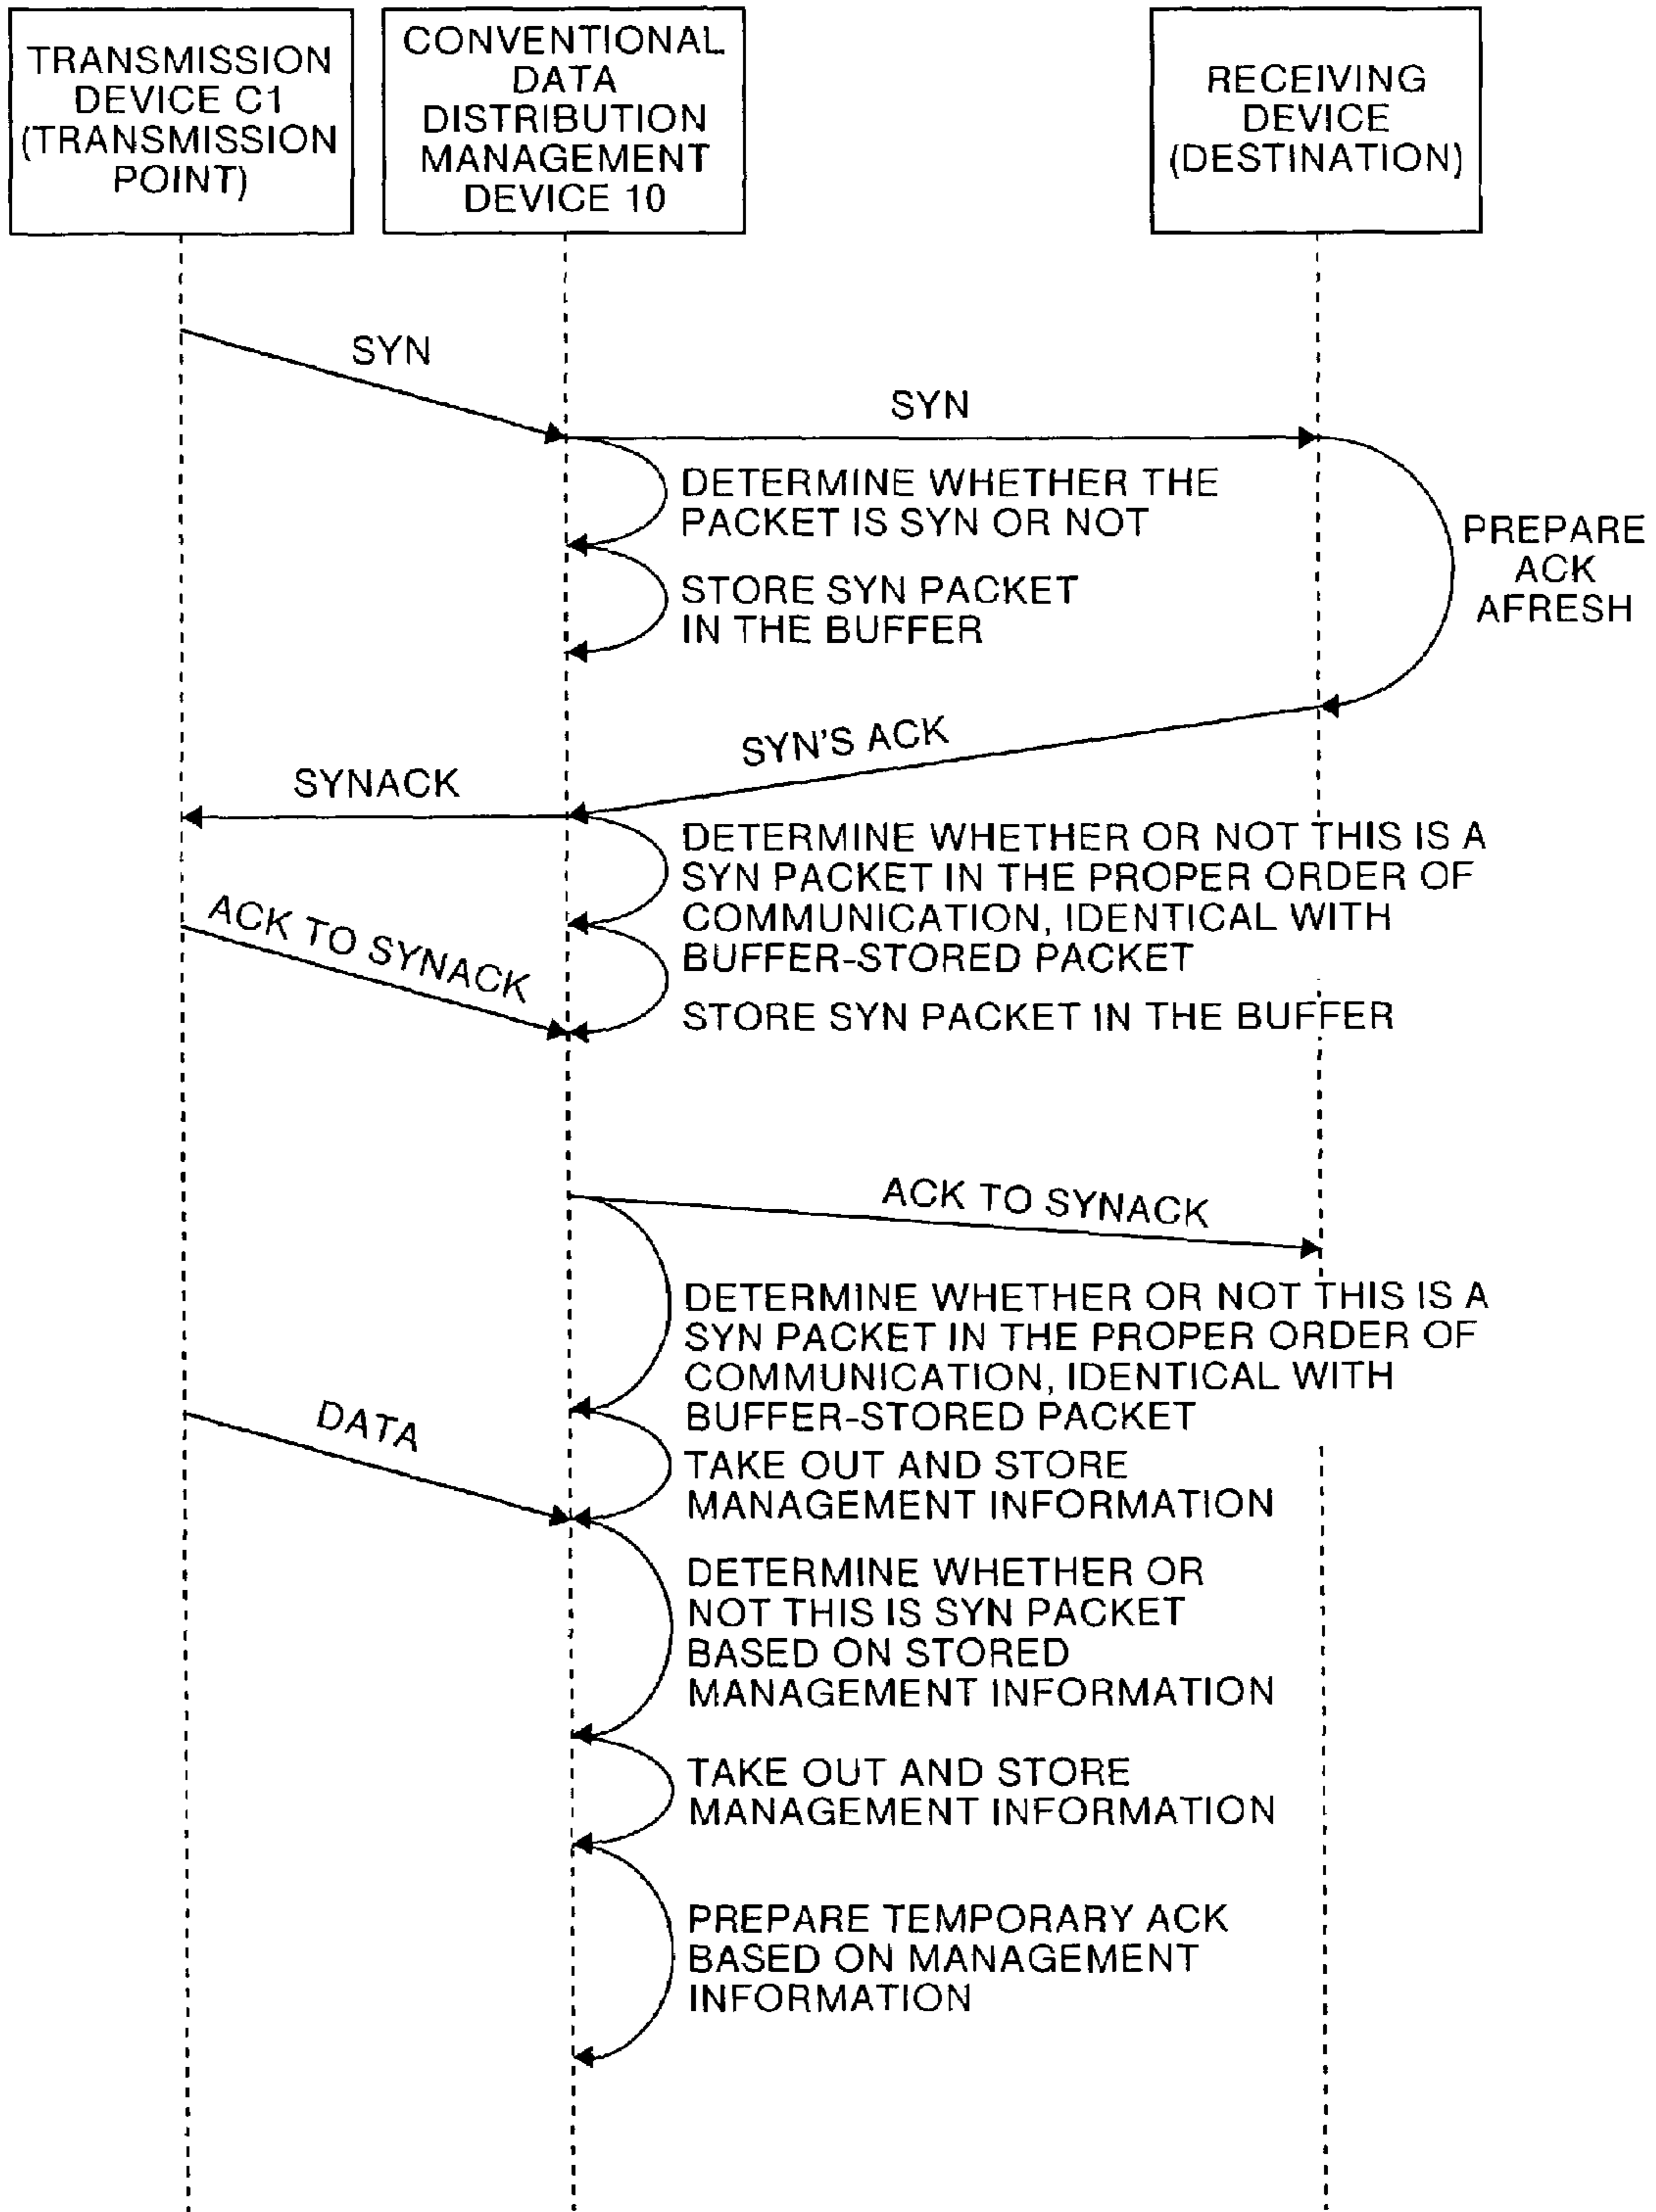 TRANSMISSION
DEVICE C1
(TRANSMISSION
POINT)
CONVENTIONAL
DATA
DISTRIBUTION
MANAGEMENT
DEVICE 10
RECEIVING
DEVICE
(DESTINATION)
SYN
SYN
DETERMINE WHETHER THE
PACKET IS SYN OR NOT
PREPARE
ACK
AFRESH
STORE SYN PACKET
IN THE BUFFER
SYN'S ACK
SYNACK
DETERMINE WHETHER OR NOT THIS IS A
SYN PACKET IN THE PROPER ORDER OF
COMMUNICATION, IDENTICAL WITH
BUFFER-STORED PACKET
ACK TO SYNACK
STORE SYN PACKET IN THE BUFFER
ACK TO SYNACK
DETERMINE WHETHER OR NOT THIS IS A
SYN PACKET IN THE PROPER ORDER OF
COMMUNICATION, IDENTICAL WITH
BUFFER-STORED PACKET
DATA
TAKE OUT AND STORE
MANAGEMENT INFORMATION
DETERMINE WHETHER OR
NOT THIS IS SYN PACKET
BASED ON STORED
MANAGEMENT INFORMATION
TAKE OUT AND STORE
MANAGEMENT INFORMATION
PREPARE TEMPORARY ACK
BASED ON MANAGEMENT
INFORMATION